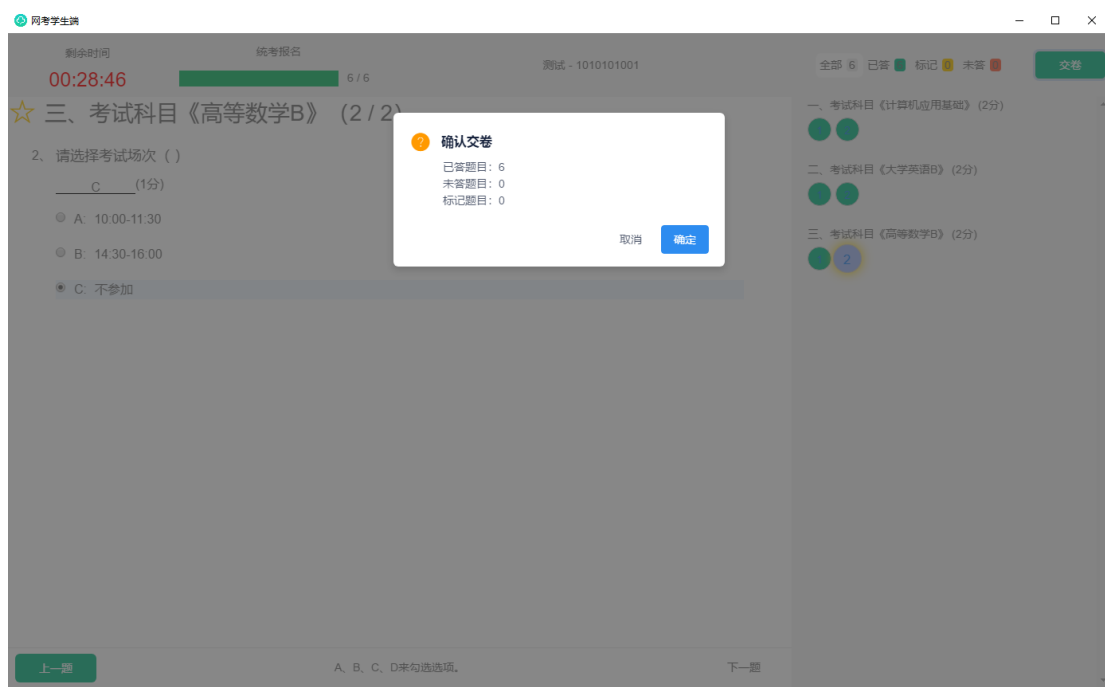 网考学生端
剩余时间
00:28:46
统考报名
6 / 6
测试 - 1010101001
全部 6 已答 标记 0 未答
交卷
三、考试科目《高等数学B》（2 / 2）
2、 请选择考试场次（ ）
C (1分)
A: 10:00-11:30
B: 14:30-16:00
C: 不参加
? 确认交卷
已答题目：6
未答题目：0
标记题目：0
取消 确定
一、考试科目《计算机应用基础》 (2分)
二、考试科目《大学英语B》 (2分)
三、考试科目《高等数学B》 (2分)
2
上一题
A、B、C、D来勾选选项。
下一题